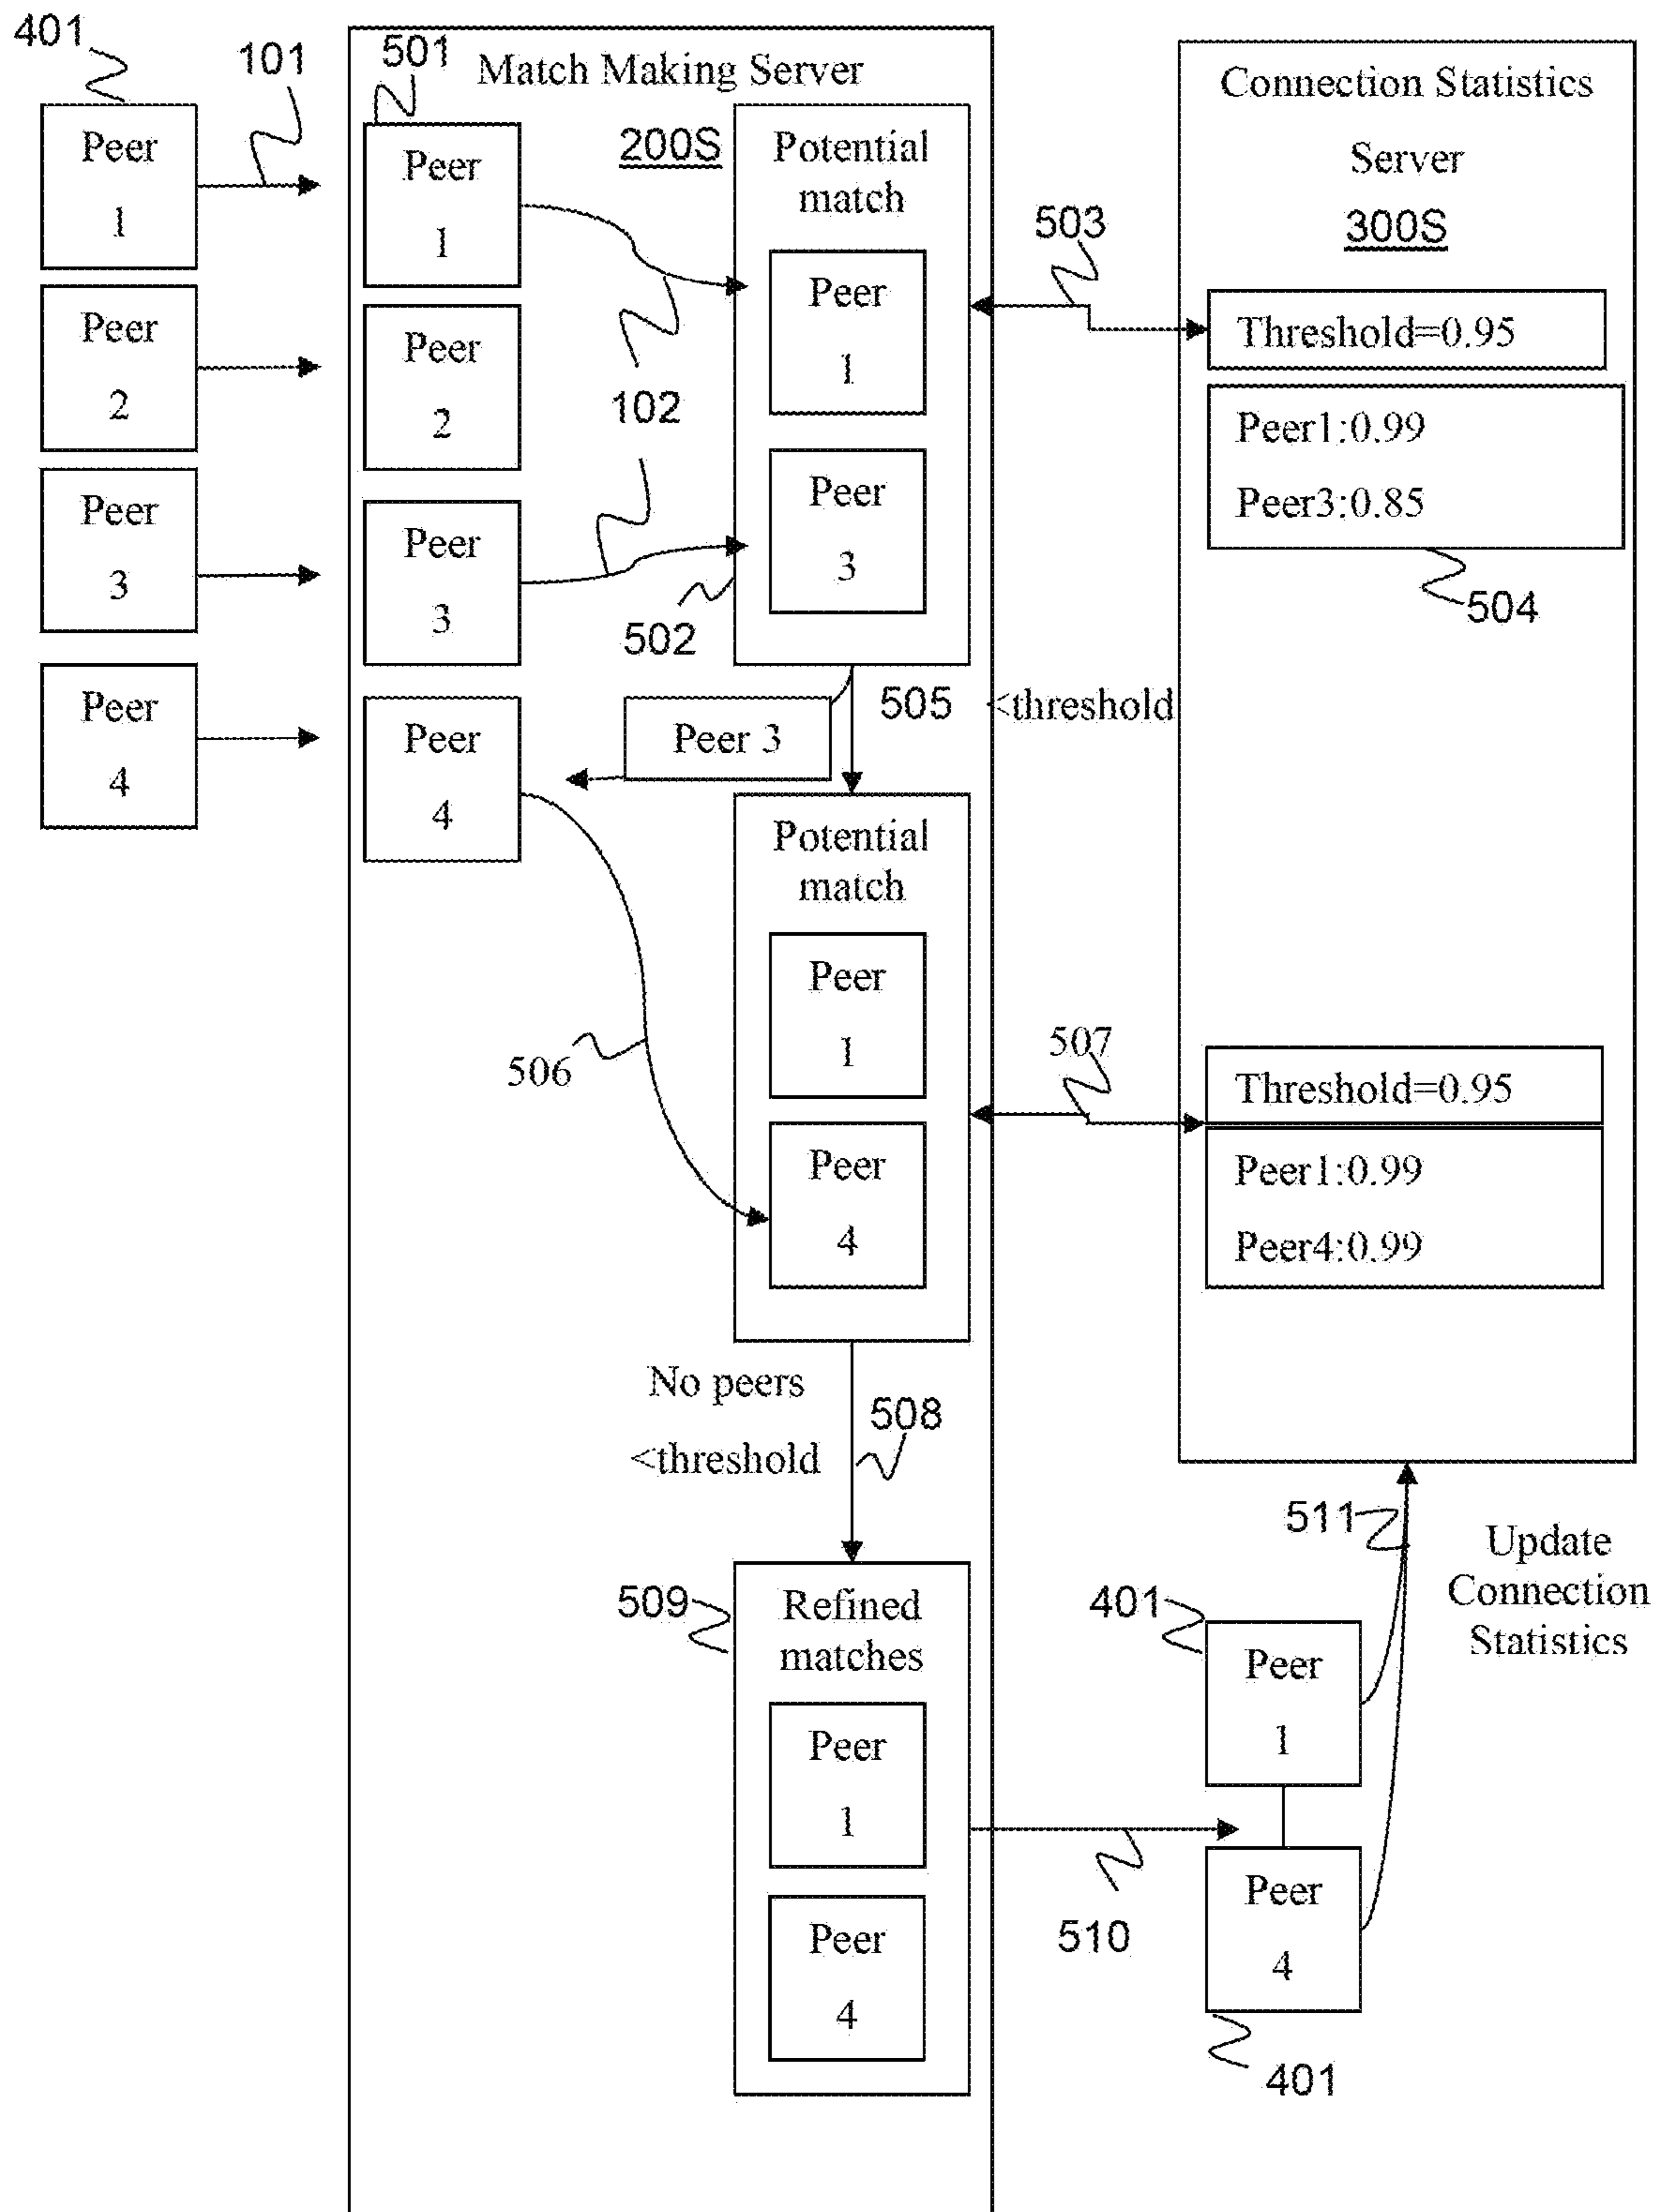 401
101
501
Match Making Server
200S
Connection Statistics
Server
300S
Peer
1
Peer
2
Peer
3
Peer
4
Peer
1
Peer
2
Peer
3
Peer
4
102
502
Potential
match
Peer
1
Peer
3
503
Threshold=0.95
Peer1:0.99
Peer3:0.85
504
505
<threshold
Peer 3
Potential
match
Peer
1
Peer
4
506
507
Threshold=0.95
Peer1:0.99
Peer4:0.99
No peers
<threshold
508
509
Refined
matches
Peer
1
Peer
4
510
511
Update
Connection
Statistics
401
Peer
1
Peer
4
401